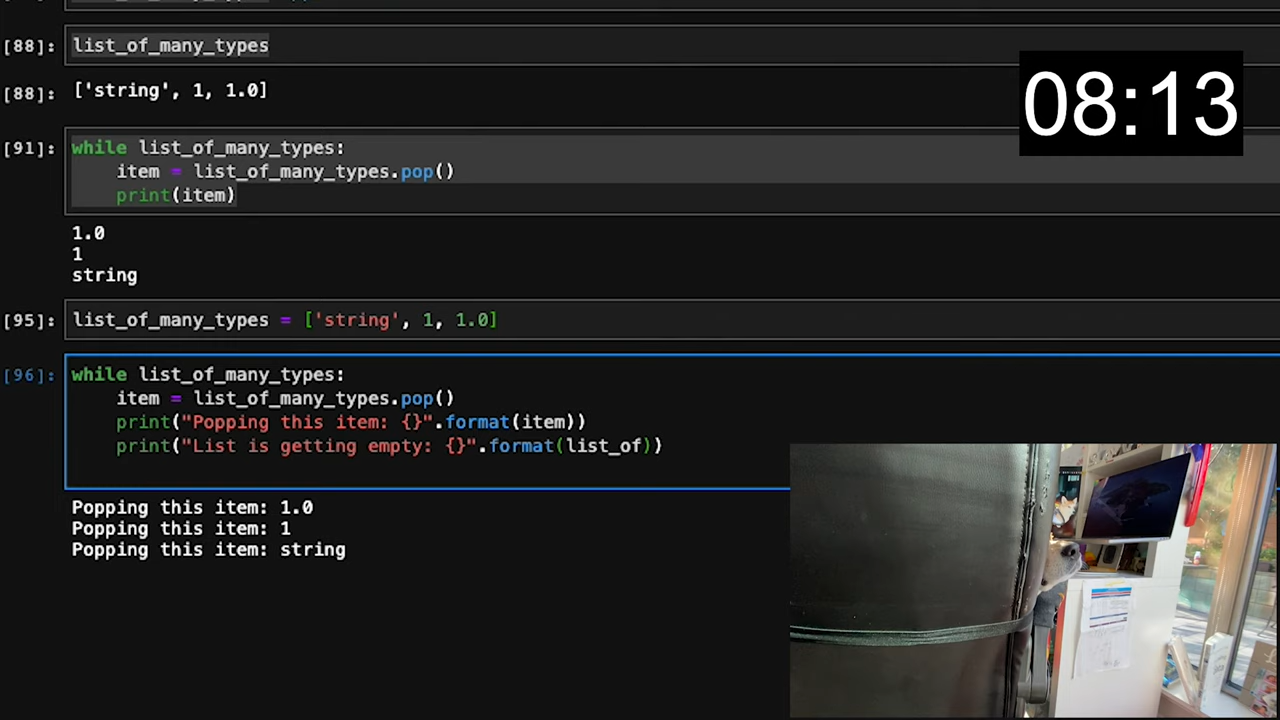 [88]: list_of_many_types
[88]: ['string', 1, 1.0]
08:13
[91]: while list_of_many_types:
item = list_of_many_types.pop()
print(item)
1.0
1
string
[95]: list_of_many_types = ['string', 1, 1.0]
[96]: while list_of_many_types:
item = list_of_many_types.pop()
print("Popping this item: {}".format(item))
print("List is getting empty: {}".format(list_of))
Popping this item: 1.0
Popping this item: 1
Popping this item: string